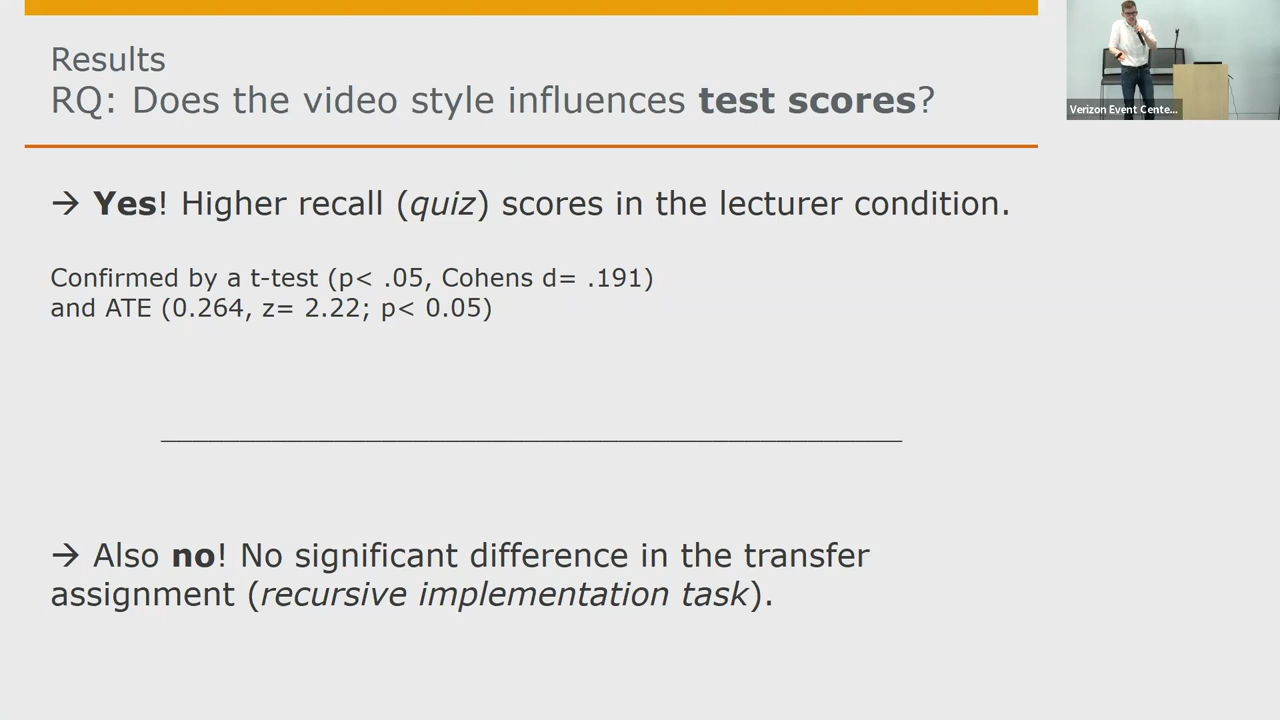 Results
RQ: Does the video style influences test scores?
→ Yes! Higher recall (quiz) scores in the lecturer condition.
Confirmed by a t-test (p< .05, Cohens d= .191)
and ATE (0.264, z= 2.22; p< 0.05)
→ Also no! No significant difference in the transfer
assignment (recursive implementation task).
Verizon Event Cente...